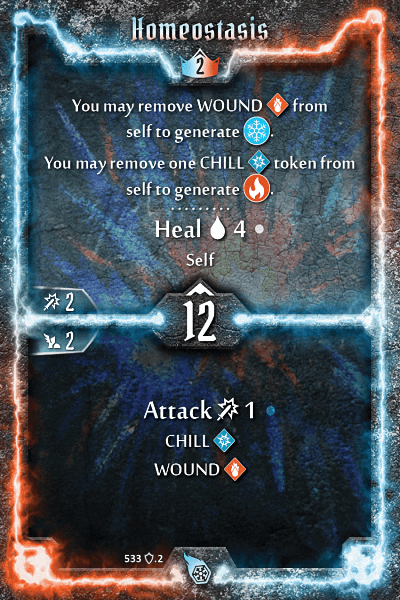 Homeostasis
2
You may remove WOUND from
self to generate .
You may remove one CHILL token from
self to generate .
Heal 4
Self
2
12
2
Attack 1
CHILL
WOUND
533 .2